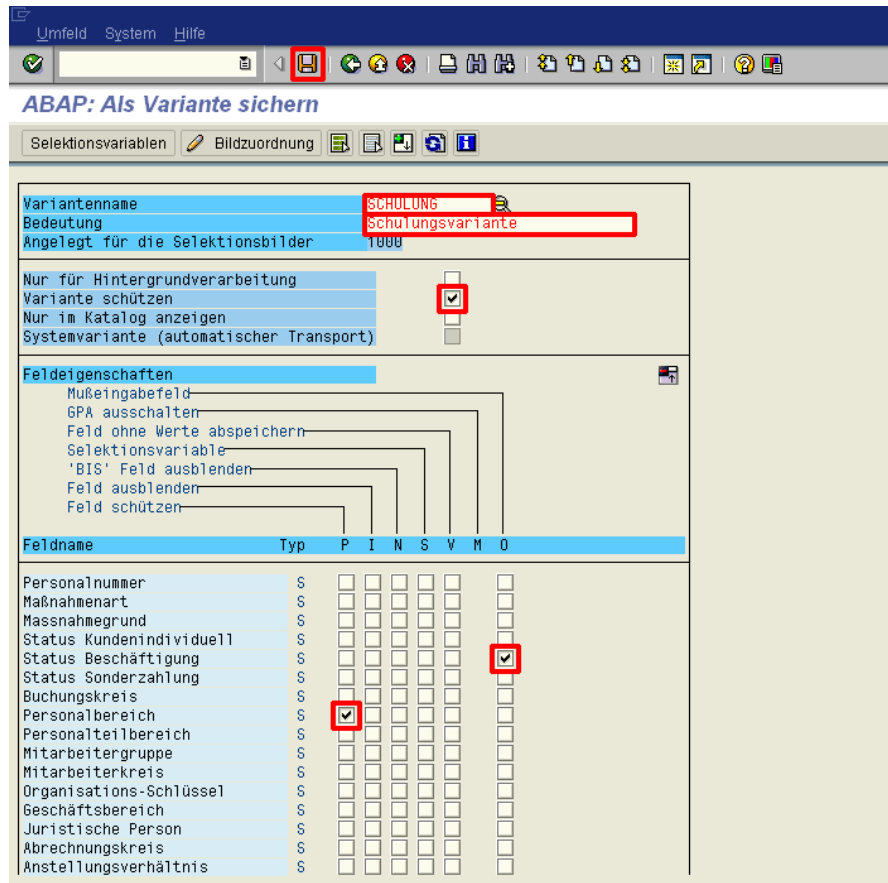 Umfeld System Hilfe
ABAP: Als Variante sichern
Selektionsvariablen Bildzuordnung
Variantenname SCHULUNG
Bedeutung Schulungsvariante
Angelegt für die Selektionsbilder 1000
Nur für Hintergrundverarbeitung
Variante schützen
Nur im Katalog anzeigen
Systemvariante (automatischer Transport)
Feldeigenschaften
Mußeingabefeld
GPA ausschalten
Feld ohne Werte abspeichern
Selektionsvariable
'BIS' Feld ausblenden
Feld ausblenden
Feld schützen
Feldname Typ P I N S V M O
Personalnummer S
Maßnahmenart S
Massnahmegrund S
Status Kundenindividuell S
Status Beschäftigung S
Status Sonderzahlung S
Buchungskreis S
Personalbereich S
Personalteilbereich S
Mitarbeitergruppe S
Mitarbeiterkreis S
Organisations-Schlüssel S
Geschäftsbereich S
Juristische Person S
Abrechnungskreis S
Anstellungsverhältnis S